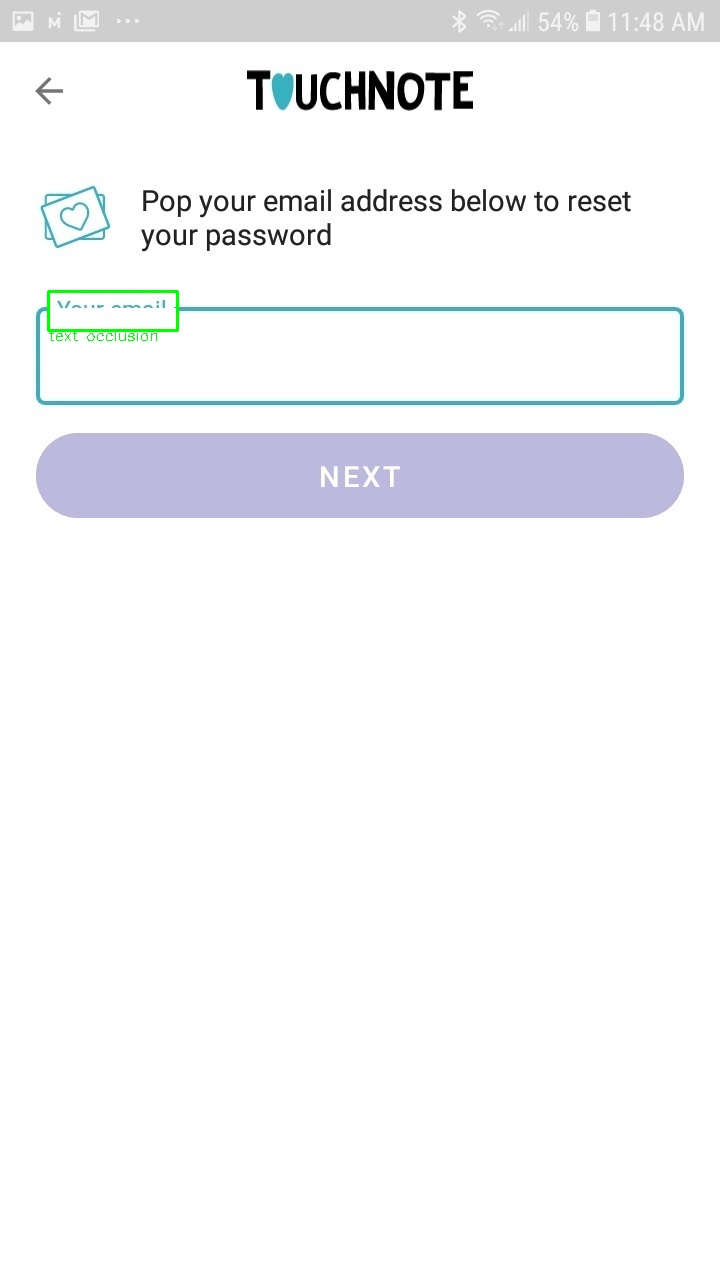 54% 11:48 AM
TOUCHNOTE
Pop your email address below to reset
your password
Your email
text occlusion
NEXT